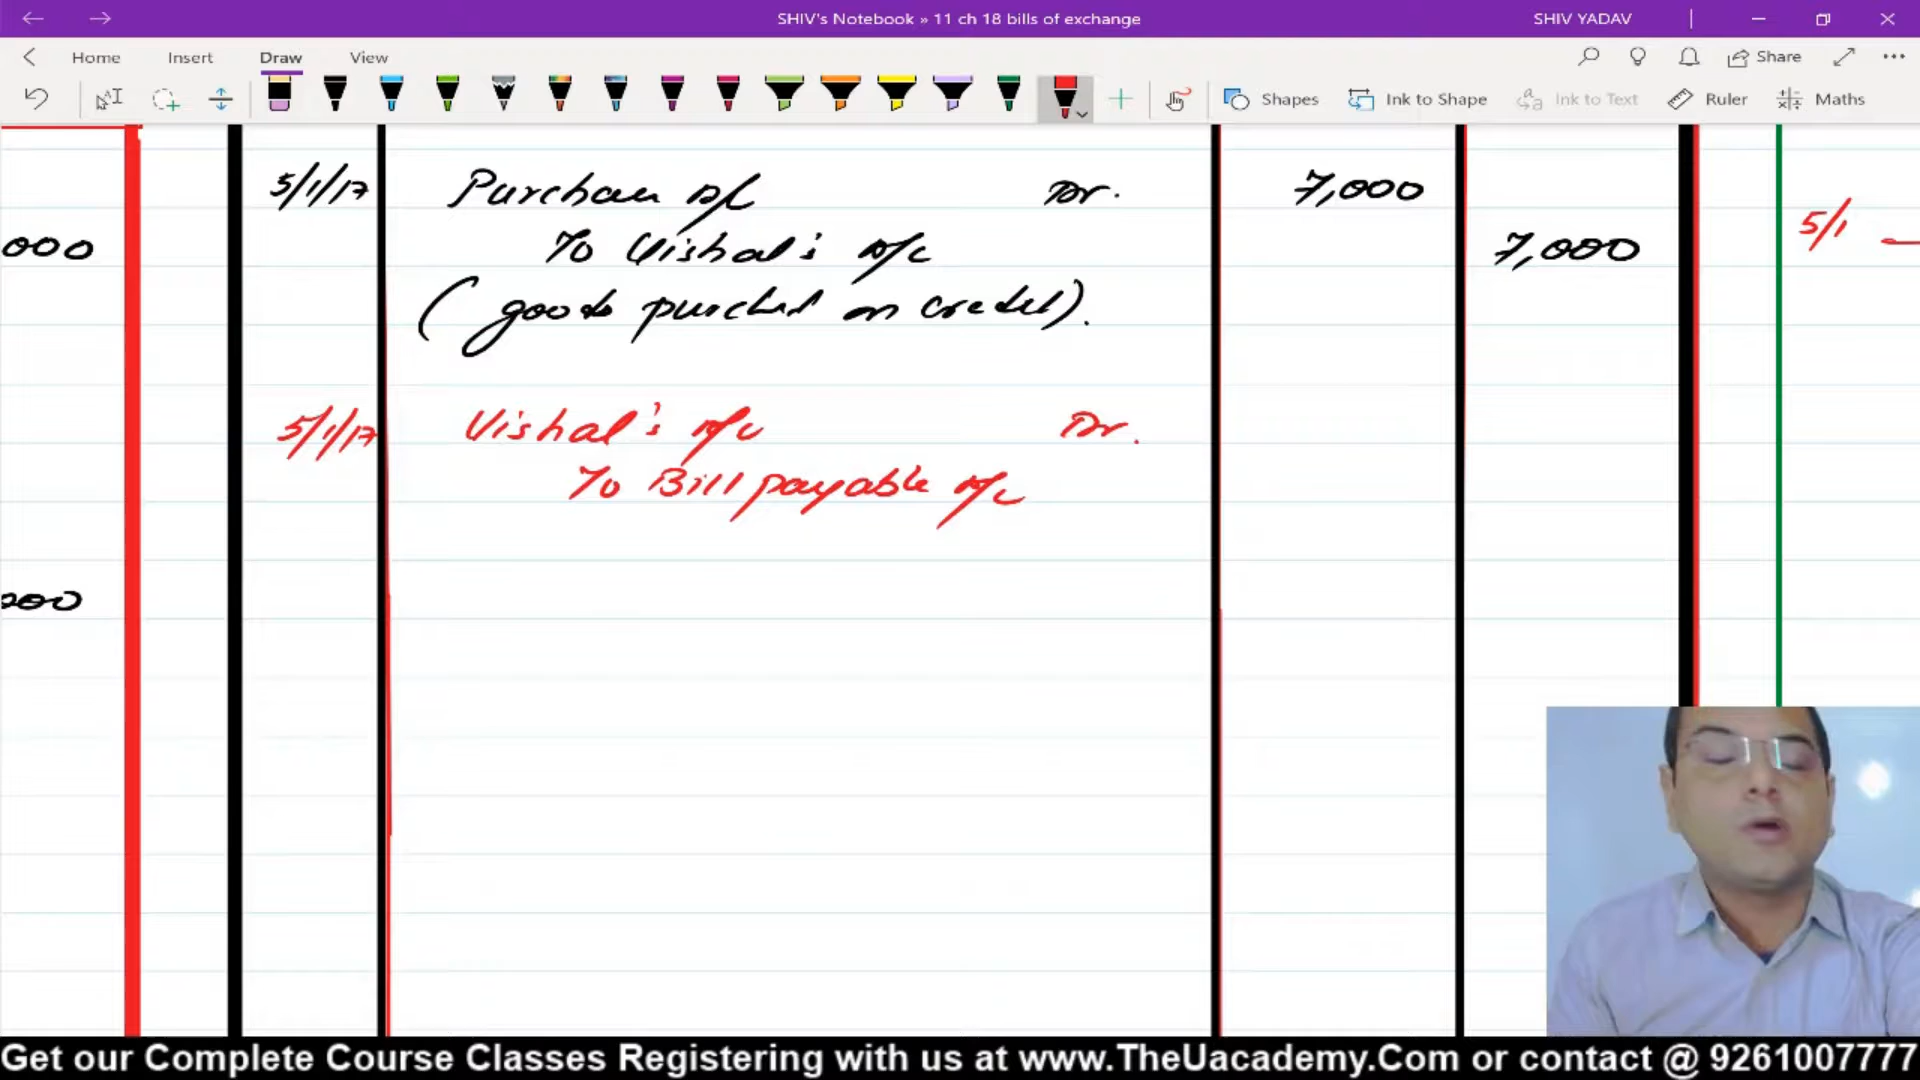 SHIV's Notebook » 11 ch 18 bills of exchange
SHIV YADAV
Home Insert Draw View
Share
Shapes
Ink to Shape
Ink to Text
Ruler
Maths
5/1/17 Purchase A/c Dr. 7,000
000 To Vishal's A/c 7,000
5/1
(goods purchased on credit).
5/1/17 Vishal's A/c Dr.
To Bill payable A/c
000
Get our Complete Course Classes Registering with us at www.TheUacademy.Com or contact @ 9261007777